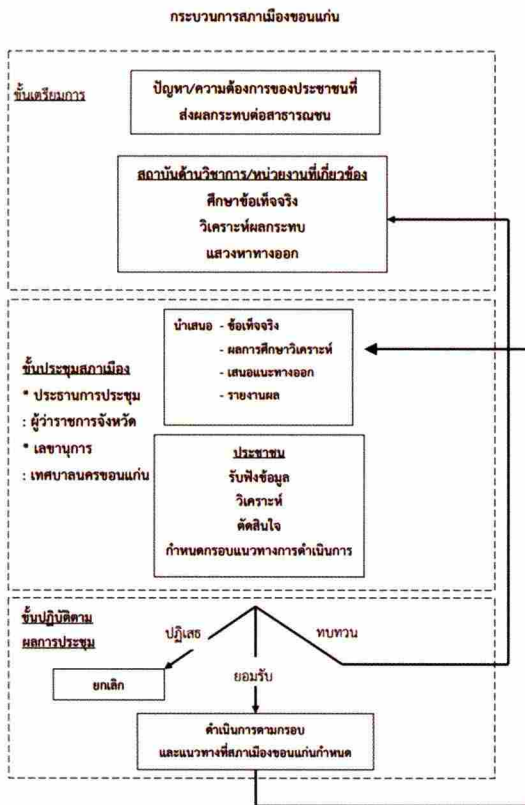 กระบวนการสภาเมืองขอนแก่น
ขั้นเตรียมการ
ปัญหา/ความต้องการของประชาชนที่
ส่งผลกระทบต่อสาธารณชน
สถาบันด้านวิชาการ/หน่วยงานที่เกี่ยวข้อง
ศึกษาข้อเท็จจริง
วิเคราะห์ผลกระทบ
แสวงหาทางออก
ขั้นประชุมสภาเมือง
* ประธานการประชุม
: ผู้ว่าราชการจังหวัด
* เลขานุการ
: เทศบาลนครขอนแก่น
นำเสนอ - ข้อเท็จจริง
- ผลการศึกษาวิเคราะห์
- เสนอแนะทางออก
- รายงานผล
ประชาชน
รับฟังข้อมูล
วิเคราะห์
ตัดสินใจ
กำหนดกรอบแนวทางการดำเนินการ
ขั้นปฏิบัติตาม
ผลการประชุม
ปฏิเสธ
ยอมรับ
ทบทวน
ยกเลิก
ดำเนินการตามกรอบ
และแนวทางที่สภาเมืองขอนแก่นกำหนด